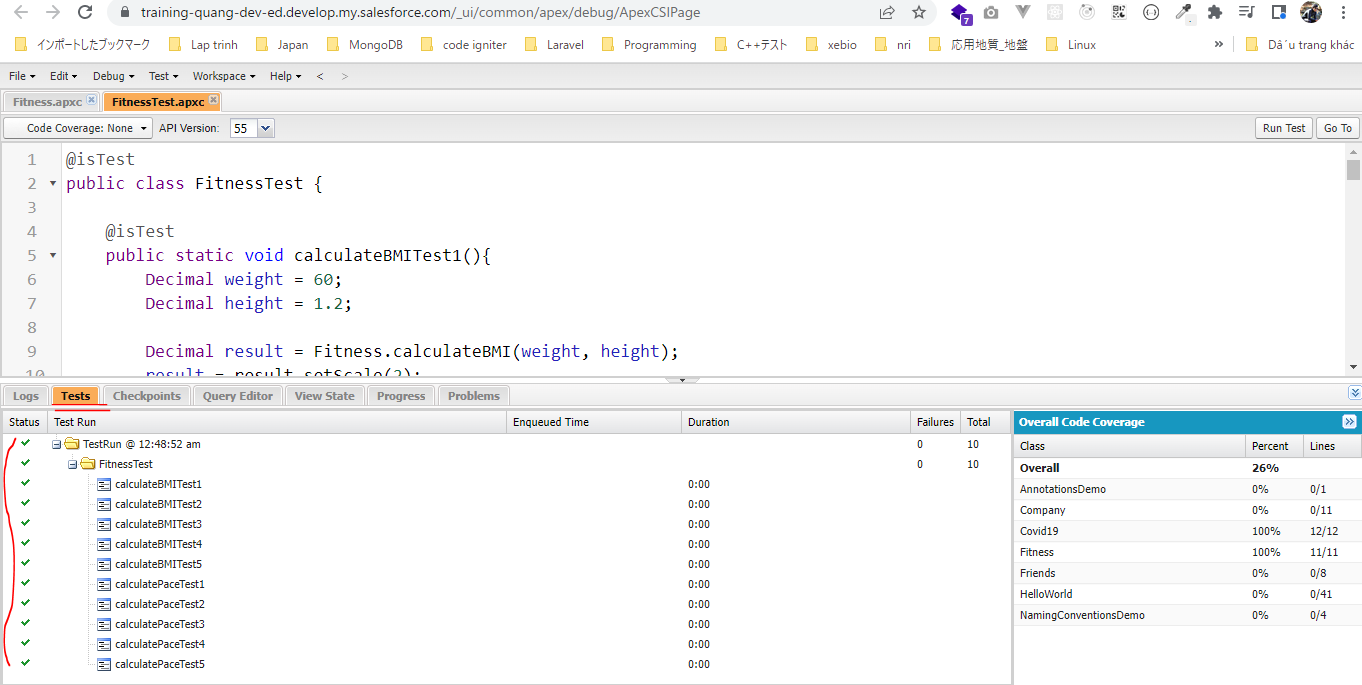 training-quang-dev-ed.develop.my.salesforce.com/_ui/common/apex/debug/ApexCSIPage
7
インポートしたブックマーク Lap trinh Japan MongoDB code igniter Laravel Programming C++テスト xebio nri 応用地質_地盤 Linux » Dấu trang khác
File Edit Debug Test Workspace Help < >
Fitness.apxc FitnessTest.apxc
Code Coverage: None API Version: 55 Run Test Go To
1 @isTest
2 public class FitnessTest {
3
4 @isTest
5 public static void calculateBMITest1(){
6 Decimal weight = 60;
7 Decimal height = 1.2;
8
9 Decimal result = Fitness.calculateBMI(weight, height);
10 result = result.setScale(2);
Logs Tests Checkpoints Query Editor View State Progress Problems
Status Test Run Enqueued Time Duration Failures Total
TestRun @ 12:48:52 am 0 10
FitnessTest 0 10
calculateBMITest1 0:00
calculateBMITest2 0:00
calculateBMITest3 0:00
calculateBMITest4 0:00
calculateBMITest5 0:00
calculatePaceTest1 0:00
calculatePaceTest2 0:00
calculatePaceTest3 0:00
calculatePaceTest4 0:00
calculatePaceTest5 0:00
Overall Code Coverage
Class Percent Lines
Overall 26%
AnnotationsDemo 0% 0/1
Company 0% 0/11
Covid19 100% 12/12
Fitness 100% 11/11
Friends 0% 0/8
HelloWorld 0% 0/41
NamingConventionsDemo 0% 0/4